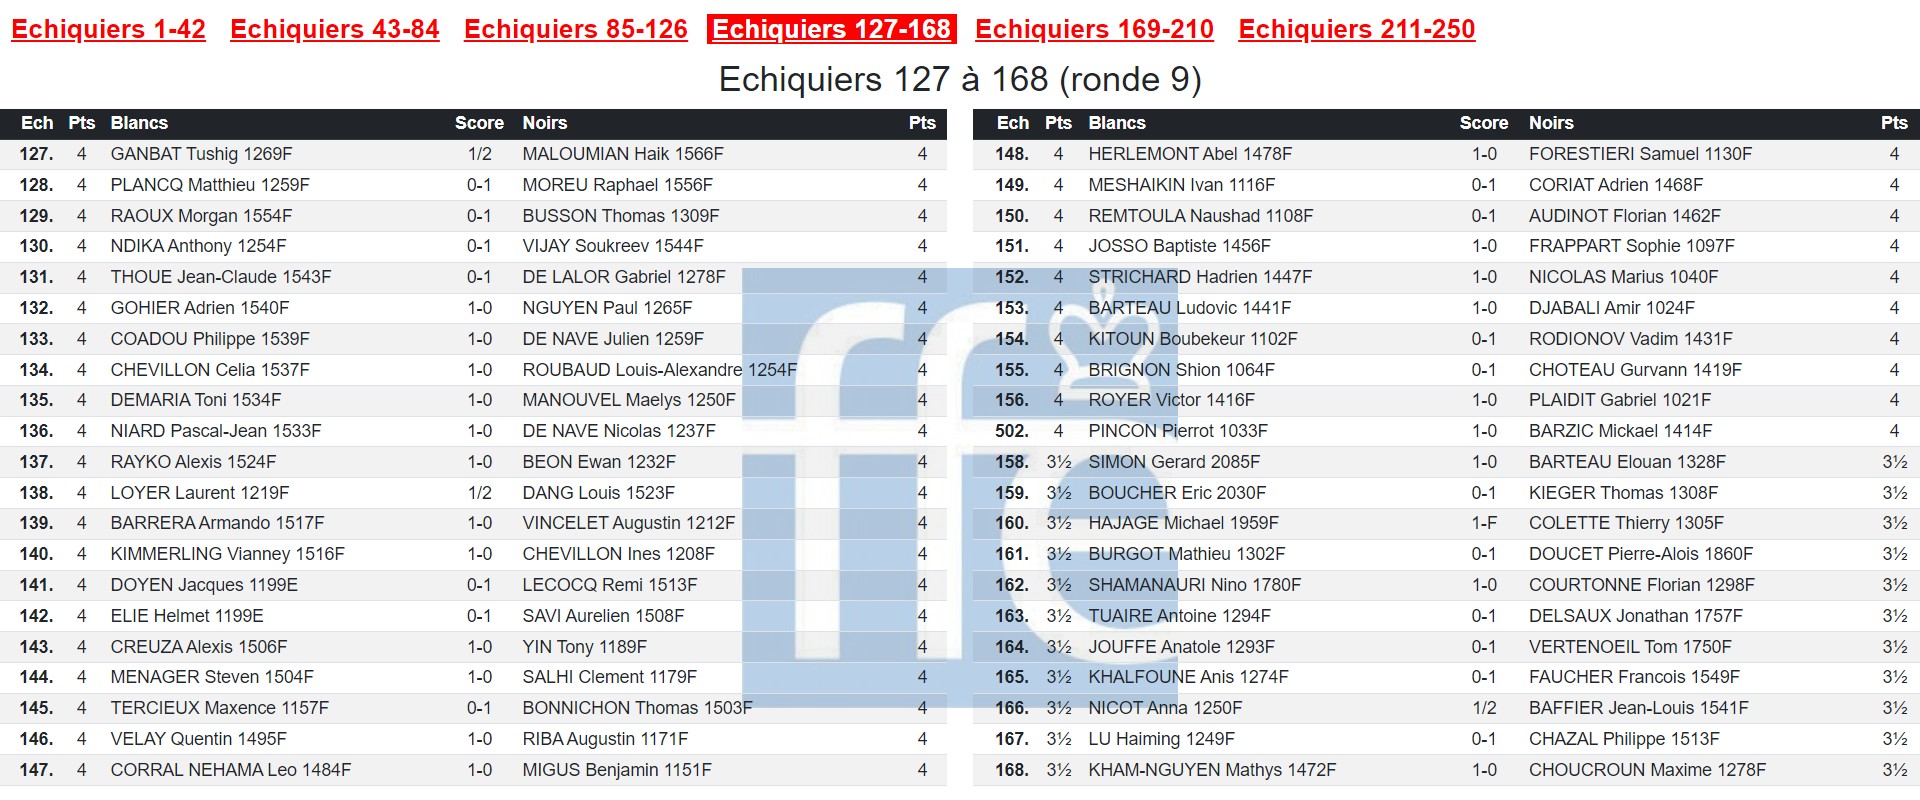 Echiquiers 1-42 Echiquiers 43-84 Echiquiers 85-126 Echiquiers 127-168 Echiquiers 169-210 Echiquiers 211-250
Echiquiers 127 à 168 (ronde 9)
Ech Pts Blancs Score Noirs Pts
127. 4 GANBAT Tushig 1269F 1/2 MALOUMIAN Haik 1566F 4
128. 4 PLANCQ Matthieu 1259F 0-1 MOREU Raphael 1556F 4
129. 4 RAOUX Morgan 1554F 0-1 BUSSON Thomas 1309F 4
130. 4 NDIKA Anthony 1254F 0-1 VIJAY Soukreev 1544F 4
131. 4 THOUE Jean-Claude 1543F 0-1 DE LALOR Gabriel 1278F 4
132. 4 GOHIER Adrien 1540F 1-0 NGUYEN Paul 1265F 4
133. 4 COADOU Philippe 1539F 1-0 DE NAVE Julien 1259F 4
134. 4 CHEVILLON Celia 1537F 1-0 ROUBAUD Louis-Alexandre 1254F 4
135. 4 DEMARIA Toni 1534F 1-0 MANOUVEL Maelys 1250F 4
136. 4 NIARD Pascal-Jean 1533F 1-0 DE NAVE Nicolas 1237F 4
137. 4 RAYKO Alexis 1524F 1-0 BEON Ewan 1232F 4
138. 4 LOYER Laurent 1219F 1/2 DANG Louis 1523F 4
139. 4 BARRERA Armando 1517F 1-0 VINCELET Augustin 1212F 4
140. 4 KIMMERLING Vianney 1516F 1-0 CHEVILLON Ines 1208F 4
141. 4 DOYEN Jacques 1199E 0-1 LECOCQ Remi 1513F 4
142. 4 ELIE Helmet 1199E 0-1 SAVI Aurelien 1508F 4
143. 4 CREUZA Alexis 1506F 1-0 YIN Tony 1189F 4
144. 4 MENAGER Steven 1504F 1-0 SALHI Clement 1179F 4
145. 4 TERCIEUX Maxence 1157F 0-1 BONNICHON Thomas 1503F 4
146. 4 VELAY Quentin 1495F 1-0 RIBA Augustin 1171F 4
147. 4 CORRAL NEHAMA Leo 1484F 1-0 MIGUS Benjamin 1151F 4
Ech Pts Blancs Score Noirs Pts
148. 4 HERLEMONT Abel 1478F 1-0 FORESTIERI Samuel 1130F 4
149. 4 MESHAIKIN Ivan 1116F 0-1 CORIAT Adrien 1468F 4
150. 4 REMTOULA Naushad 1108F 0-1 AUDINOT Florian 1462F 4
151. 4 JOSSO Baptiste 1456F 1-0 FRAPPART Sophie 1097F 4
152. 4 STRICHARD Hadrien 1447F 1-0 NICOLAS Marius 1040F 4
153. 4 BARTEAU Ludovic 1441F 1-0 DJABALI Amir 1024F 4
154. 4 KITOUN Boubekeur 1102F 0-1 RODIONOV Vadim 1431F 4
155. 4 BRIGNON Shion 1064F 0-1 CHOTEAU Gurvann 1419F 4
156. 4 ROYER Victor 1416F 1-0 PLAIDIT Gabriel 1021F 4
502. 4 PINCON Pierrot 1033F 1-0 BARZIC Mickael 1414F 4
158. 3½ SIMON Gerard 2085F 1-0 BARTEAU Elouan 1328F 3½
159. 3½ BOUCHER Eric 2030F 0-1 KIEGER Thomas 1308F 3½
160. 3½ HAJAGE Michael 1959F 1-F COLETTE Thierry 1305F 3½
161. 3½ BURGOT Mathieu 1302F 0-1 DOUCET Pierre-Alois 1860F 3½
162. 3½ SHAMANAURI Nino 1780F 1-0 COURTONNE Florian 1298F 3½
163. 3½ TUAIRE Antoine 1294F 0-1 DELSAUX Jonathan 1757F 3½
164. 3½ JOUFFE Anatole 1293F 0-1 VERTENOEIL Tom 1750F 3½
165. 3½ KHALFOUNE Anis 1274F 0-1 FAUCHER Francois 1549F 3½
166. 3½ NICOT Anna 1250F 1/2 BAFFIER Jean-Louis 1541F 3½
167. 3½ LU Haiming 1249F 0-1 CHAZAL Philippe 1513F 3½
168. 3½ KHAM-NGUYEN Mathys 1472F 1-0 CHOUCROUN Maxime 1278F 3½
ffe